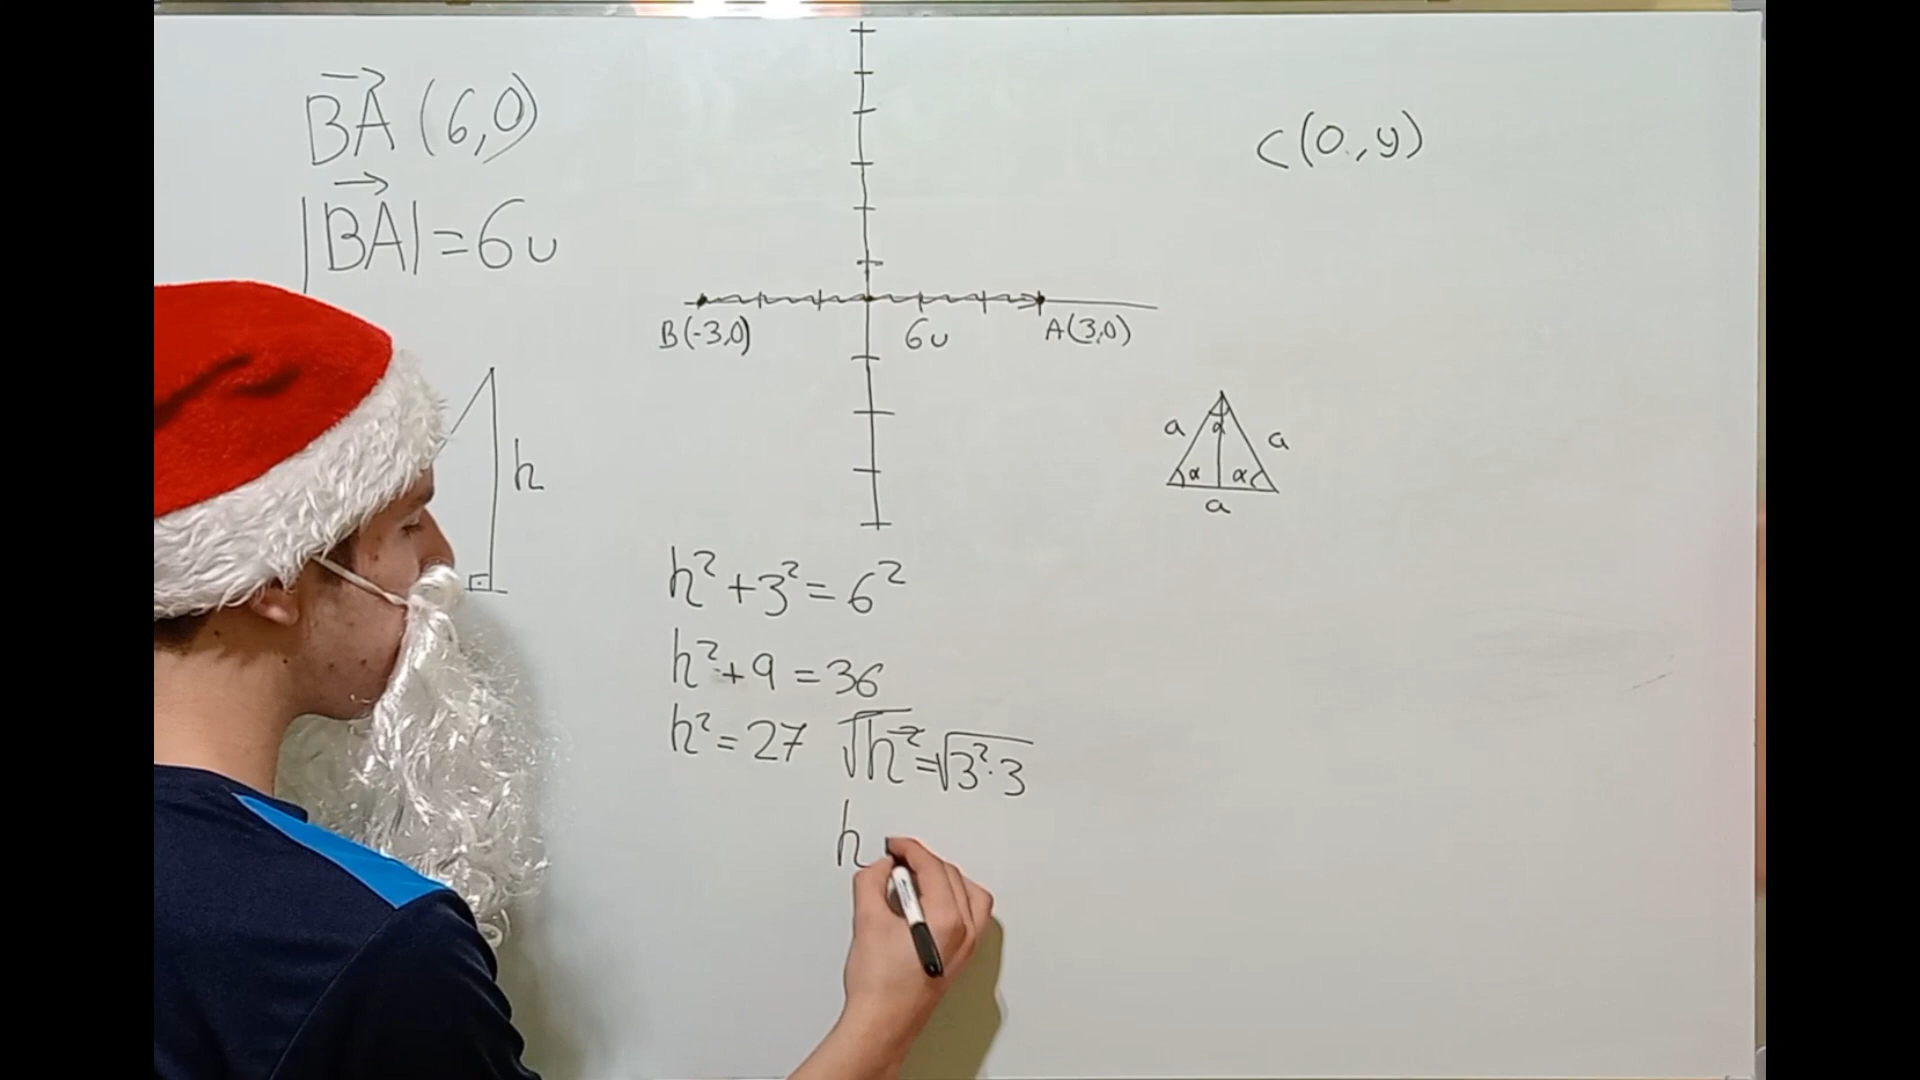 BA (6,0)
|BA| = 6u
C(0,y)
B(-3,0)
6u
A(3,0)
h
a
α
a
α
α
a
h² + 3² = 6²
h² + 9 = 36
h² = 27 √h² = √3²·3
h